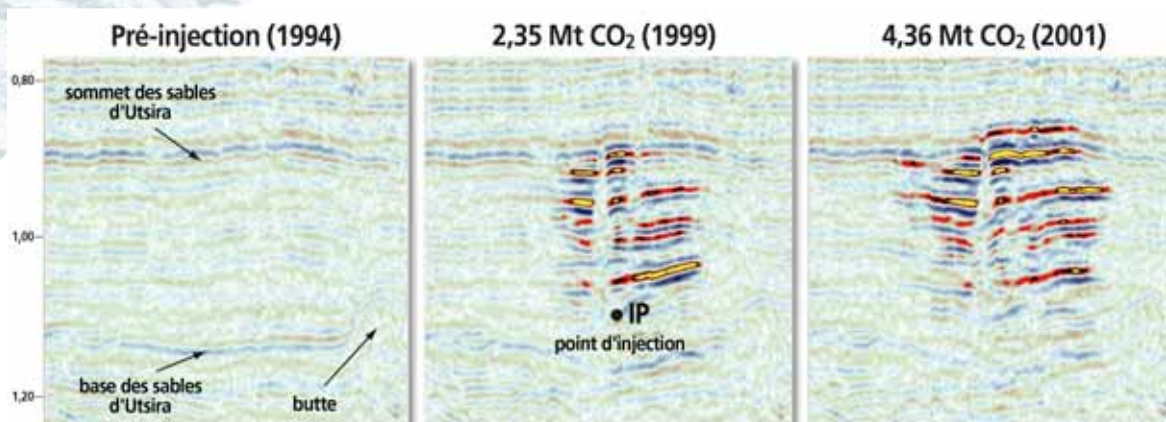 Pré-injection (1994)
2,35 Mt CO₂ (1999)
4,36 Mt CO₂ (2001)
0,80
sommet des sables
d'Utsira
1,00
IP
point d'injection
base des sables
d'Utsira
butte
1,20